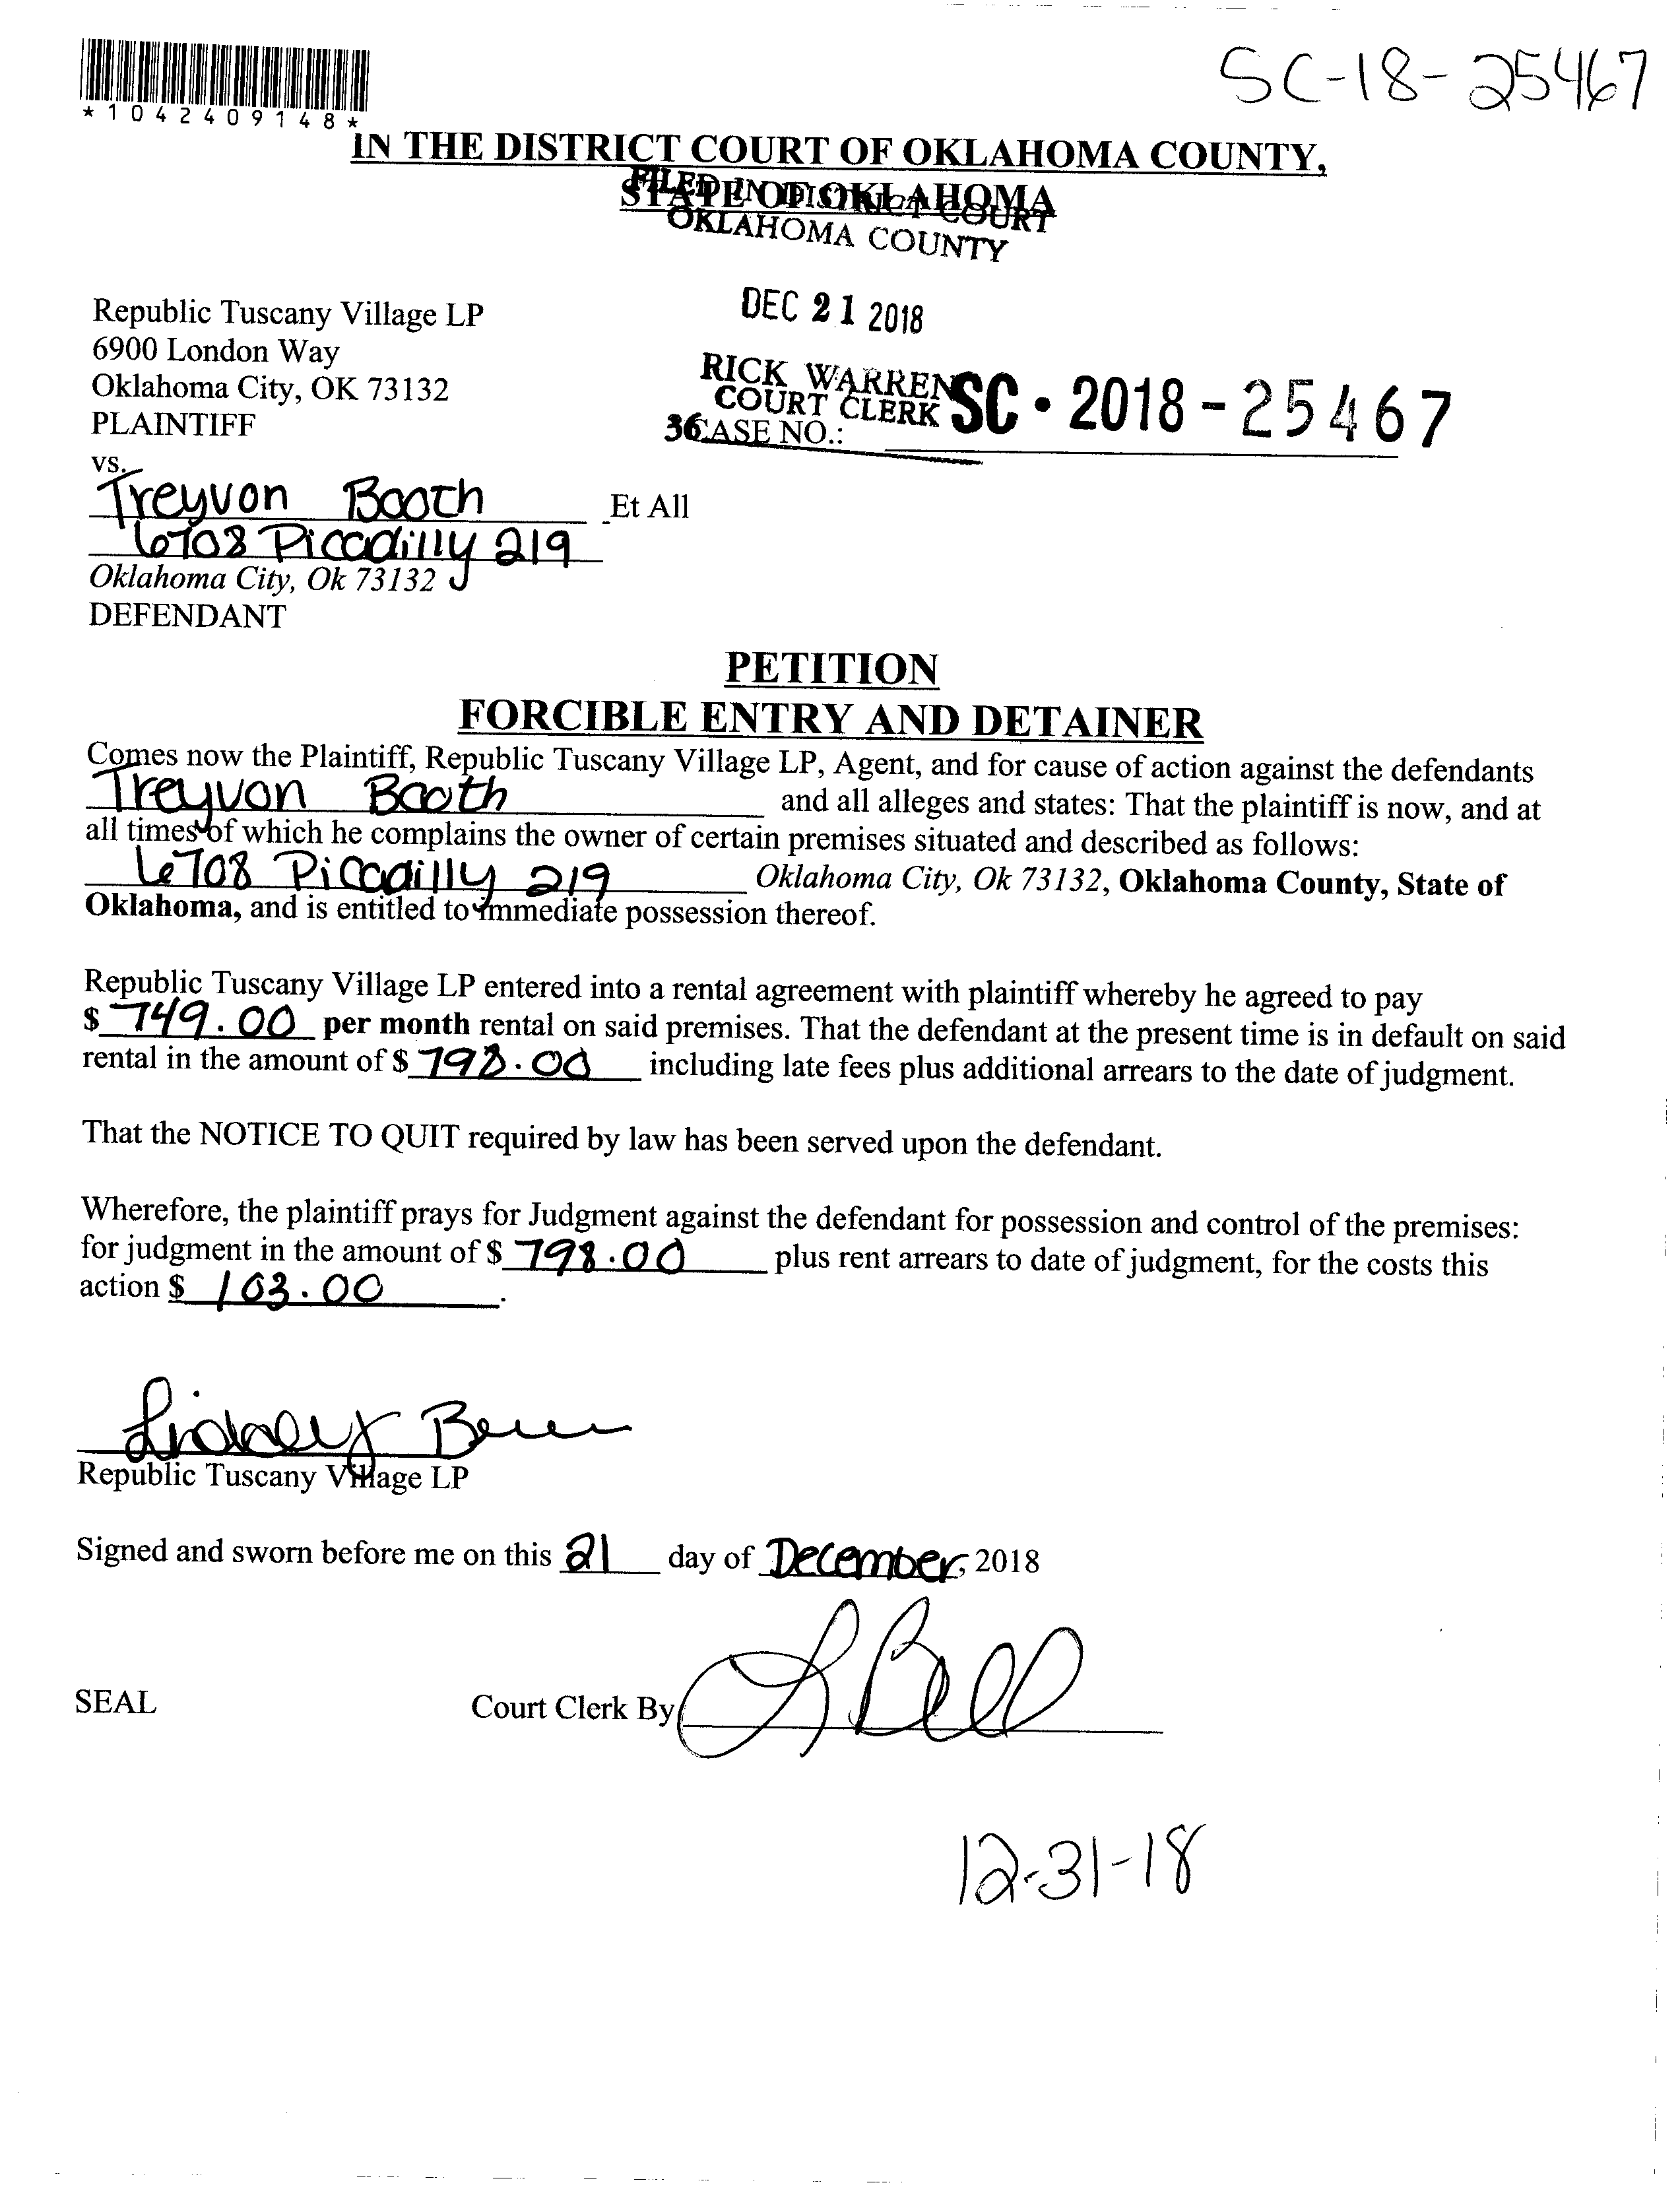 SC-18-25467
*1042409148*
IN THE DISTRICT COURT OF OKLAHOMA COUNTY,
STATE OF OKLAHOMA
FILED IN DISTRICT COURT
OKLAHOMA COUNTY
Republic Tuscany Village LP
DEC 21 2018
6900 London Way
Oklahoma City, OK 73132
RICK WARREN
COURT CLERK
PLAINTIFF
36 CASE NO.: SC - 2018 - 25467
vs.
Treyvon Booth Et All
6708 Picadilly 219
Oklahoma City, Ok 73132
DEFENDANT
PETITION
FORCIBLE ENTRY AND DETAINER
Comes now the Plaintiff, Republic Tuscany Village LP, Agent, and for cause of action against the defendants
Treyvon Booth and all alleges and states: That the plaintiff is now, and at
all times of which he complains the owner of certain premises situated and described as follows:
6708 Picadilly 219 Oklahoma City, Ok 73132, Oklahoma County, State of
Oklahoma, and is entitled to immediate possession thereof.
Republic Tuscany Village LP entered into a rental agreement with plaintiff whereby he agreed to pay
$ 749.00 per month rental on said premises. That the defendant at the present time is in default on said
rental in the amount of $ 798.00 including late fees plus additional arrears to the date of judgment.
That the NOTICE TO QUIT required by law has been served upon the defendant.
Wherefore, the plaintiff prays for Judgment against the defendant for possession and control of the premises:
for judgment in the amount of $ 798.00 plus rent arrears to date of judgment, for the costs this
action $ 103.00.
Lindsey
Republic Tuscany Village LP
Signed and sworn before me on this 21 day of December, 2018
SEAL Court Clerk By L Bell
12-31-18